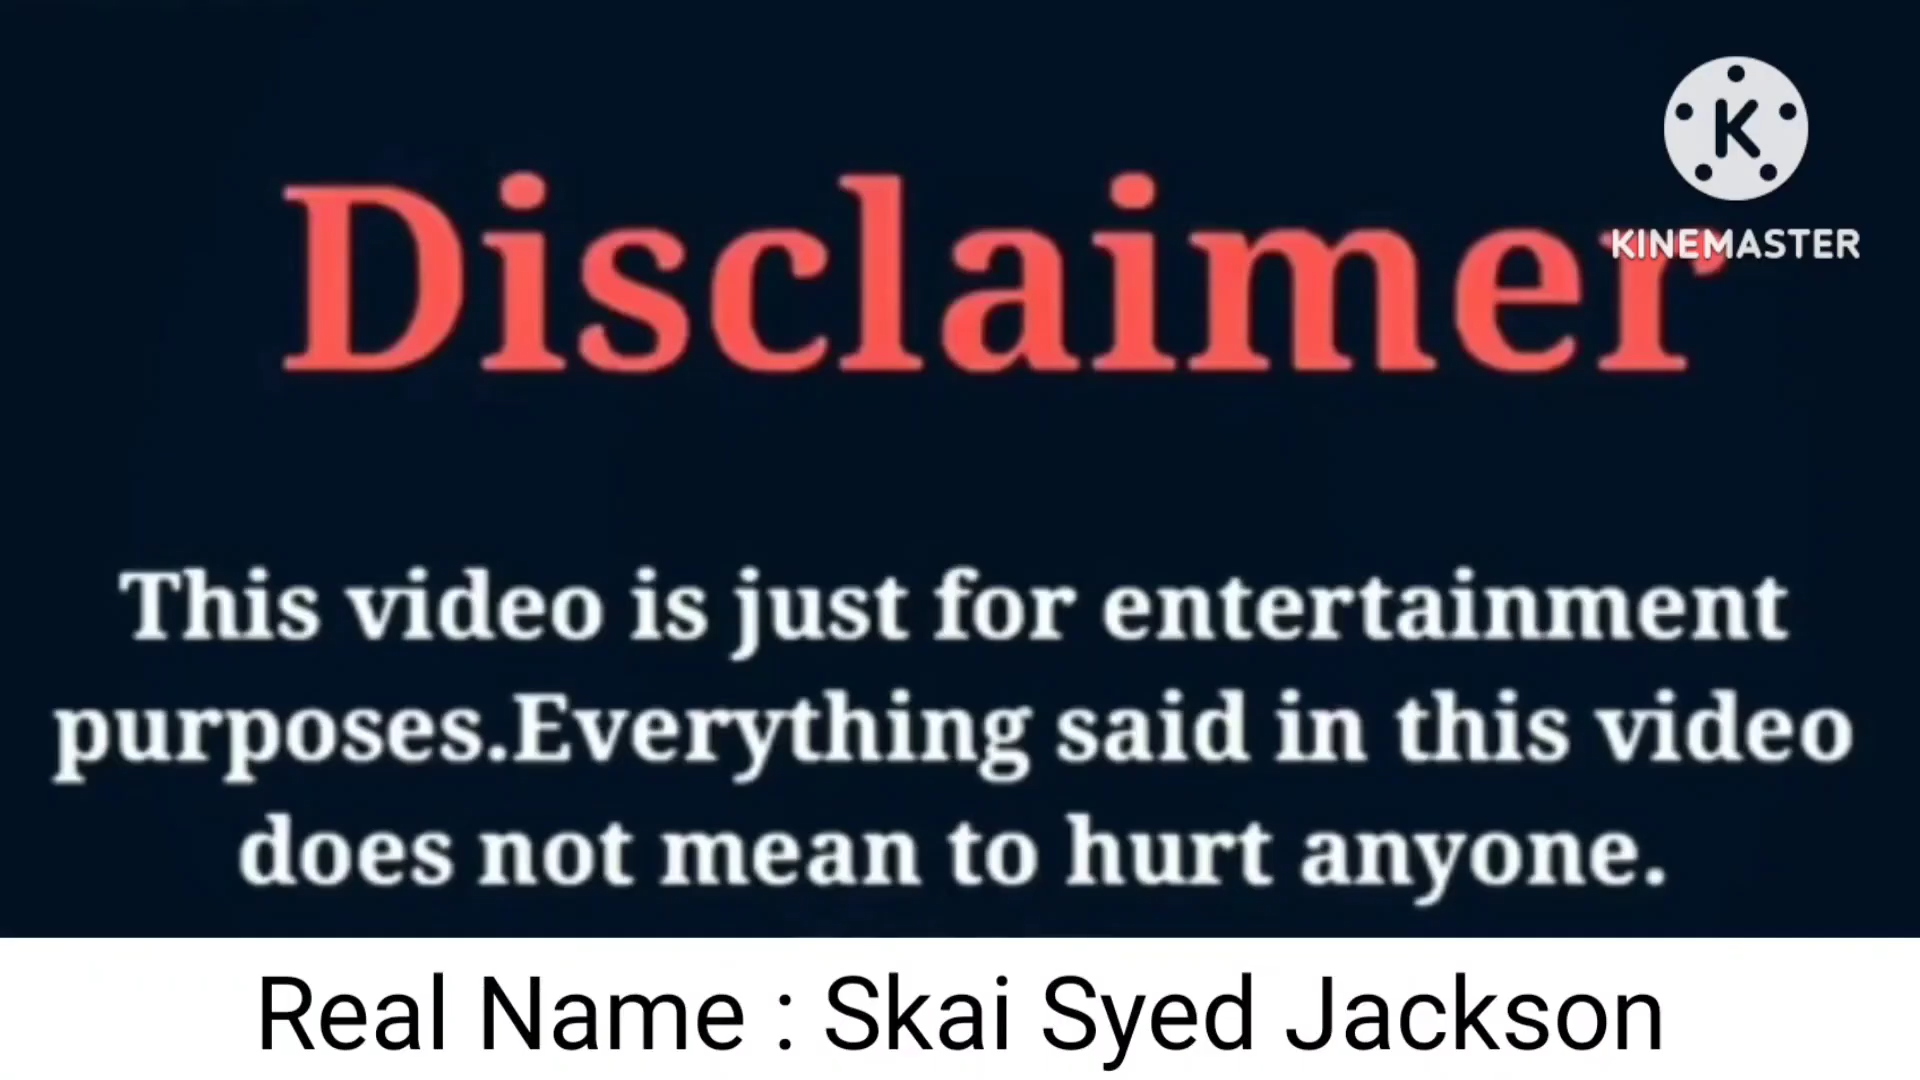 K
KINEMASTER
Disclaimer
This video is just for entertainment
purposes.Everything said in this video
does not mean to hurt anyone.
Real Name : Skai Syed Jackson